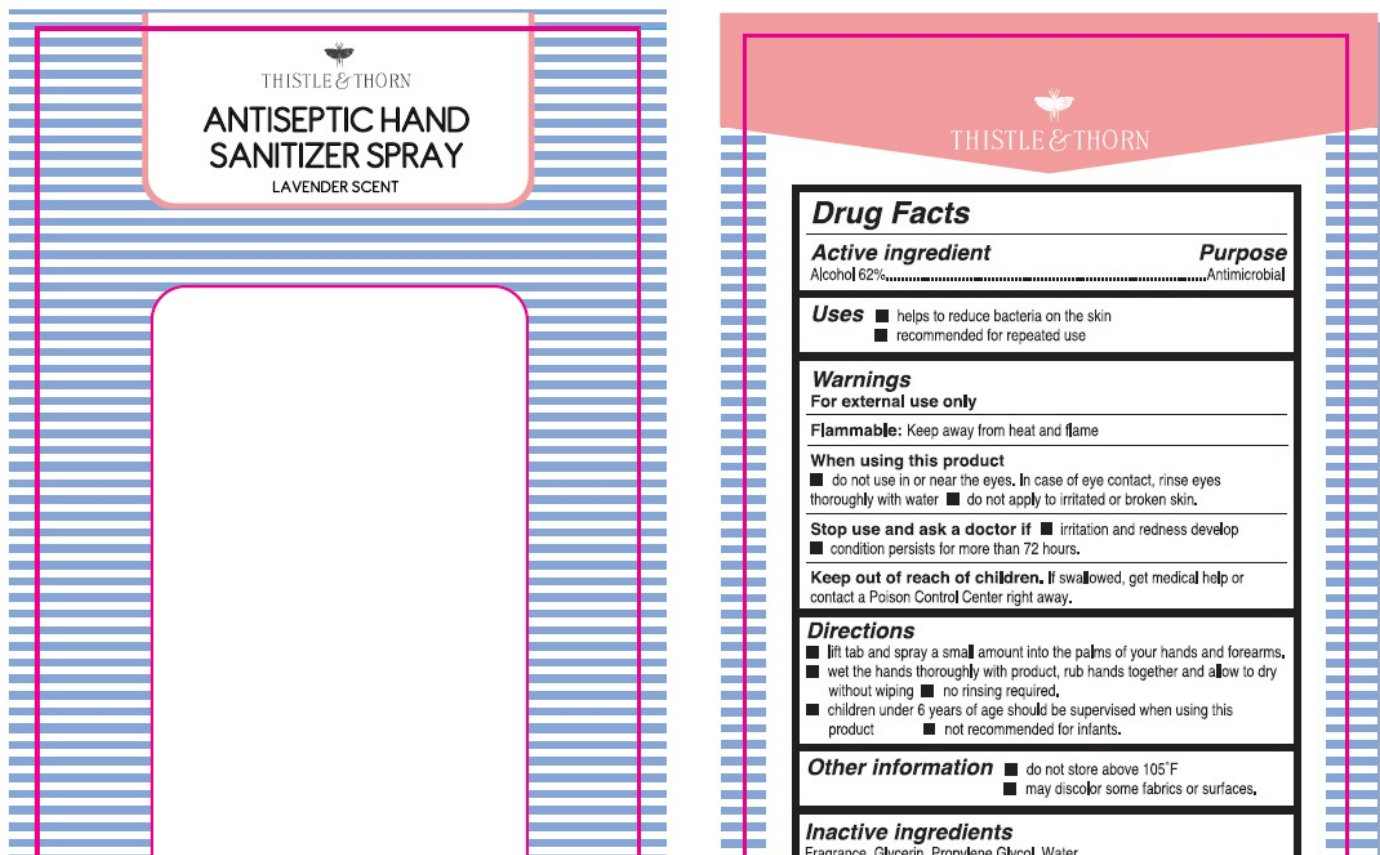 THISTLE & THORN
ANTISEPTIC HAND
SANITIZER SPRAY
LAVENDER SCENT
THISTLE & THORN
Drug Facts
Active ingredient Purpose
Alcohol 62%........................................................Antimicrobial
Uses ■ helps to reduce bacteria on the skin
■ recommended for repeated use
Warnings
For external use only
Flammable: Keep away from heat and flame
When using this product
■ do not use in or near the eyes. In case of eye contact, rinse eyes
thoroughly with water ■ do not apply to irritated or broken skin.
Stop use and ask a doctor if ■ irritation and redness develop
■ condition persists for more than 72 hours.
Keep out of reach of children. If swallowed, get medical help or
contact a Poison Control Center right away.
Directions
■ lift tab and spray a small amount into the palms of your hands and forearms.
■ wet the hands thoroughly with product, rub hands together and allow to dry
without wiping ■ no rinsing required.
■ children under 6 years of age should be supervised when using this
product ■ not recommended for infants.
Other information ■ do not store above 105°F
■ may discolor some fabrics or surfaces.
Inactive ingredients
Fragrance, Glycerin, Propylene Glycol, Water